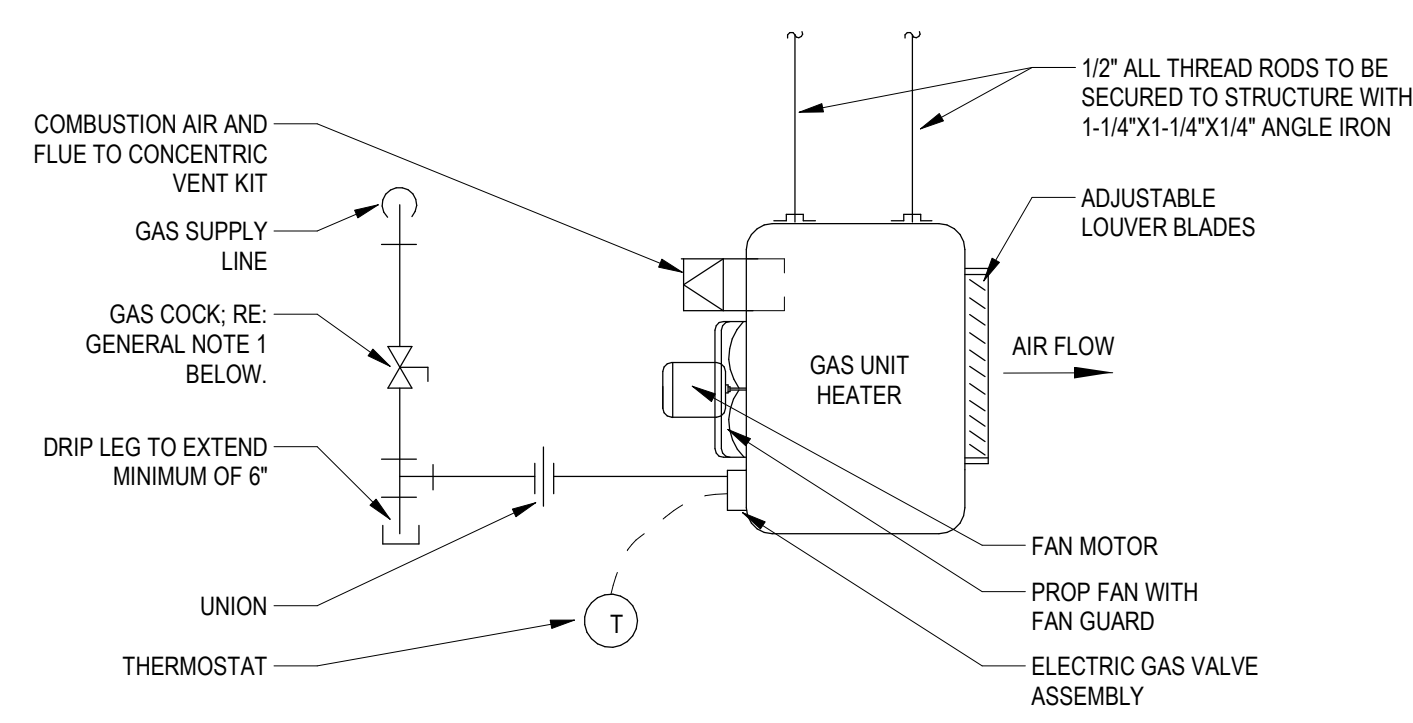 COMBUSTION AIR AND
FLUE TO CONCENTRIC
VENT KIT
GAS SUPPLY
LINE
GAS COCK; RE:
GENERAL NOTE 1
BELOW.
DRIP LEG TO EXTEND
MINIMUM OF 6"
UNION
THERMOSTAT
T
GAS UNIT
HEATER
1/2" ALL THREAD RODS TO BE
SECURED TO STRUCTURE WITH
1-1/4"X1-1/4"X1/4" ANGLE IRON
ADJUSTABLE
LOUVER BLADES
AIR FLOW
FAN MOTOR
PROP FAN WITH
FAN GUARD
ELECTRIC GAS VALVE
ASSEMBLY